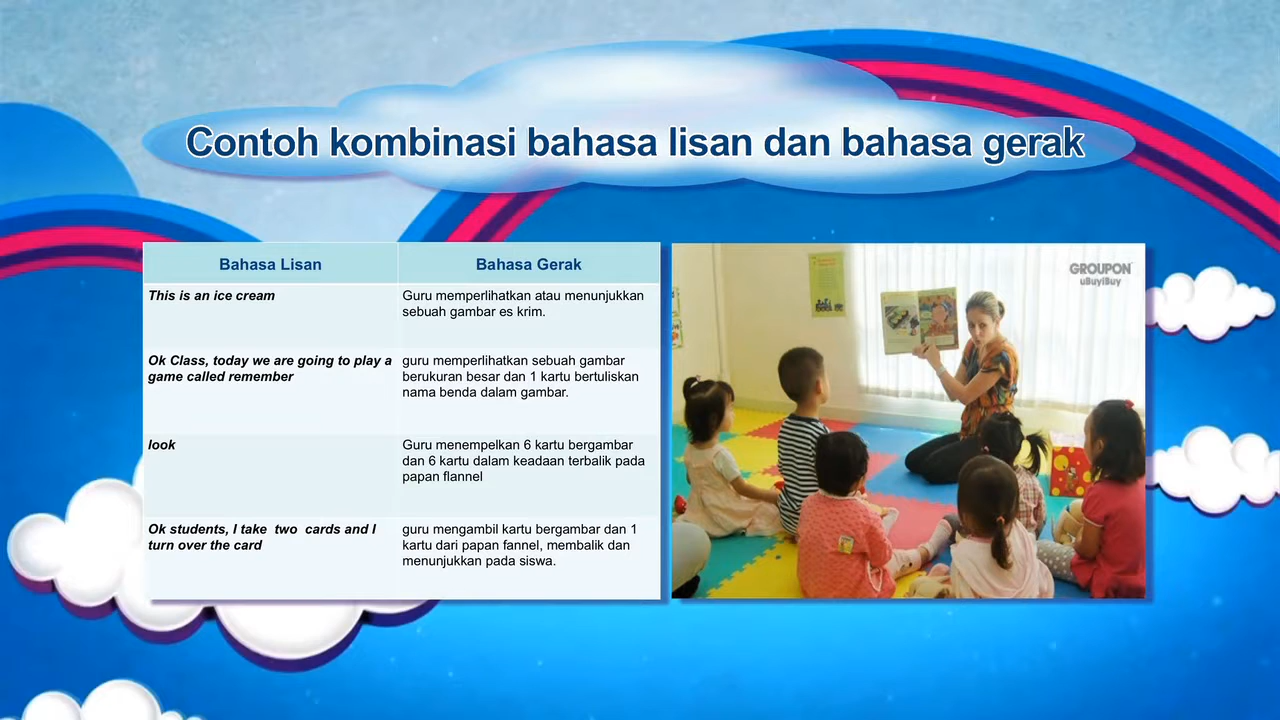 Contoh kombinasi bahasa lisan dan bahasa gerak
Bahasa Lisan
Bahasa Gerak
This is an ice cream
Guru memperlihatkan atau menunjukkan
sebuah gambar es krim.
Ok Class, today we are going to play a
game called remember
guru memperlihatkan sebuah gambar
berukuran besar dan 1 kartu bertuliskan
nama benda dalam gambar.
look
Guru menempelkan 6 kartu bergambar
dan 6 kartu dalam keadaan terbalik pada
papan flannel
Ok students, I take two cards and I
turn over the card
guru mengambil kartu bergambar dan 1
kartu dari papan fannel, membalik dan
menunjukkan pada siswa.
GROUPON
uBuyiBuy